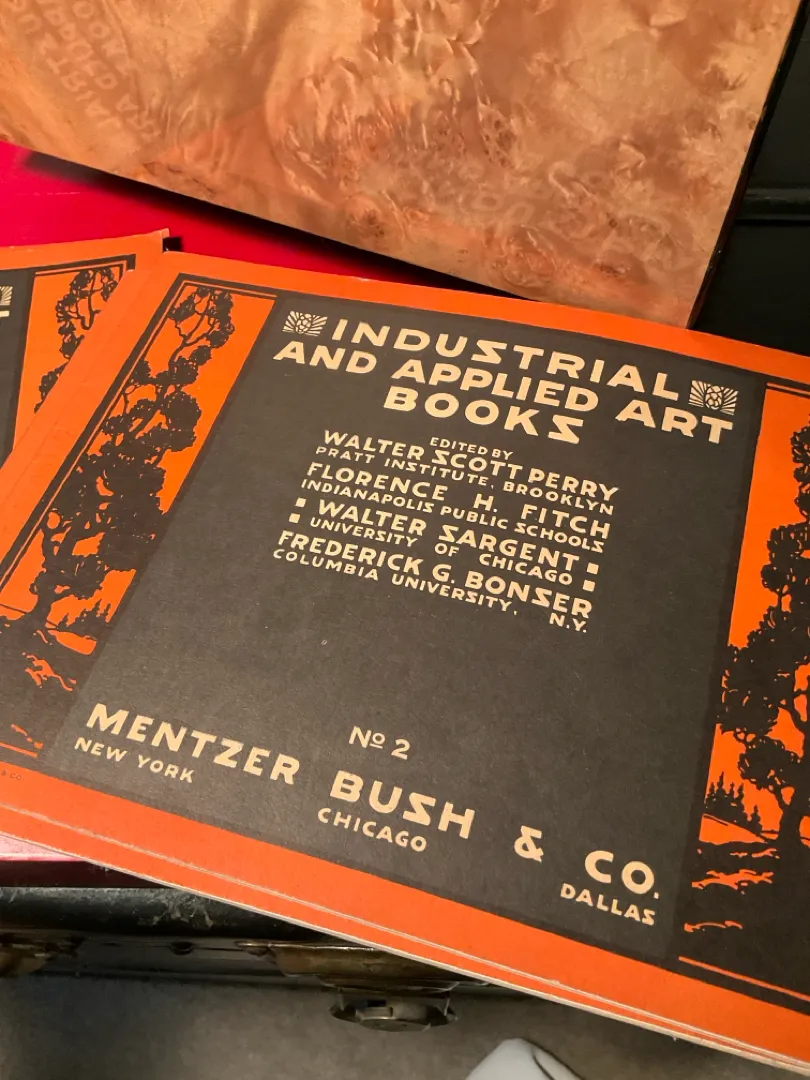 INDUSTRIAL
AND APPLIED ART
BOOKS
EDITED BY
WALTER SCOTT PERRY
PRATT INSTITUTE, BROOKLYN
FLORENCE H. FITCH
INDIANAPOLIS PUBLIC SCHOOLS
WALTER SARGENT
UNIVERSITY OF CHICAGO
FREDERICK G. BONSER
COLUMBIA UNIVERSITY, N.Y.
Nº 2
MENTZER BUSH & CO.
NEW YORK CHICAGO DALLAS
& CO.